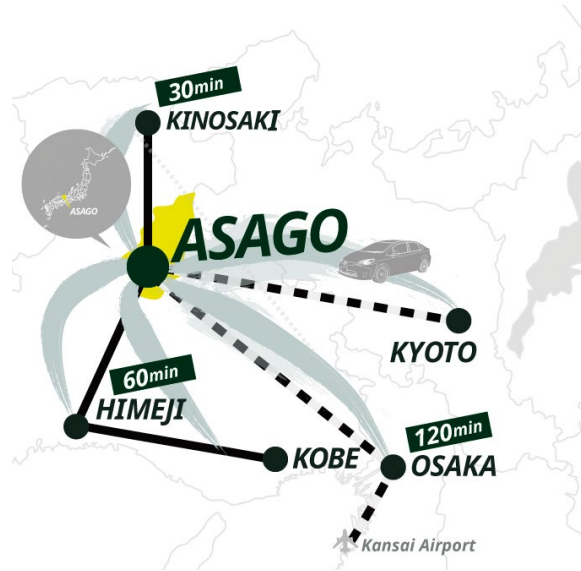 30min
KINOSAKI
ASAGO
ASAGO
KYOTO
60min
HIMEJI
KOBE
120min
OSAKA
Kansai Airport